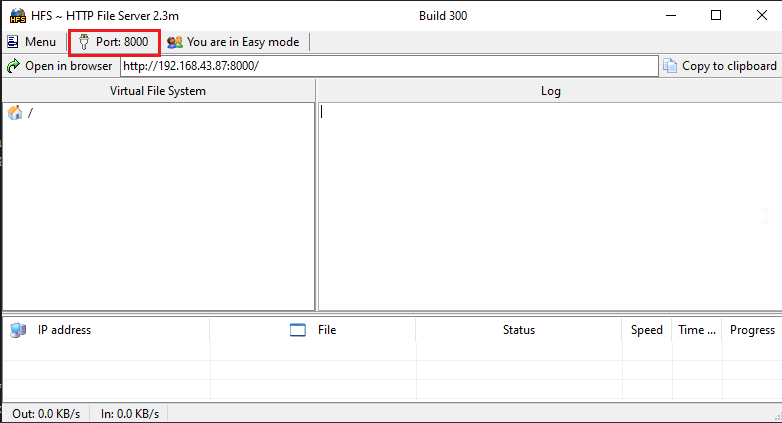 HFS ~ HTTP File Server 2.3m Build 300
Menu Port: 8000 You are in Easy mode
Open in browser http://192.168.43.87:8000/ Copy to clipboard
Virtual File System Log
/
IP address File Status Speed Time ... Progress
Out: 0.0 KB/s In: 0.0 KB/s